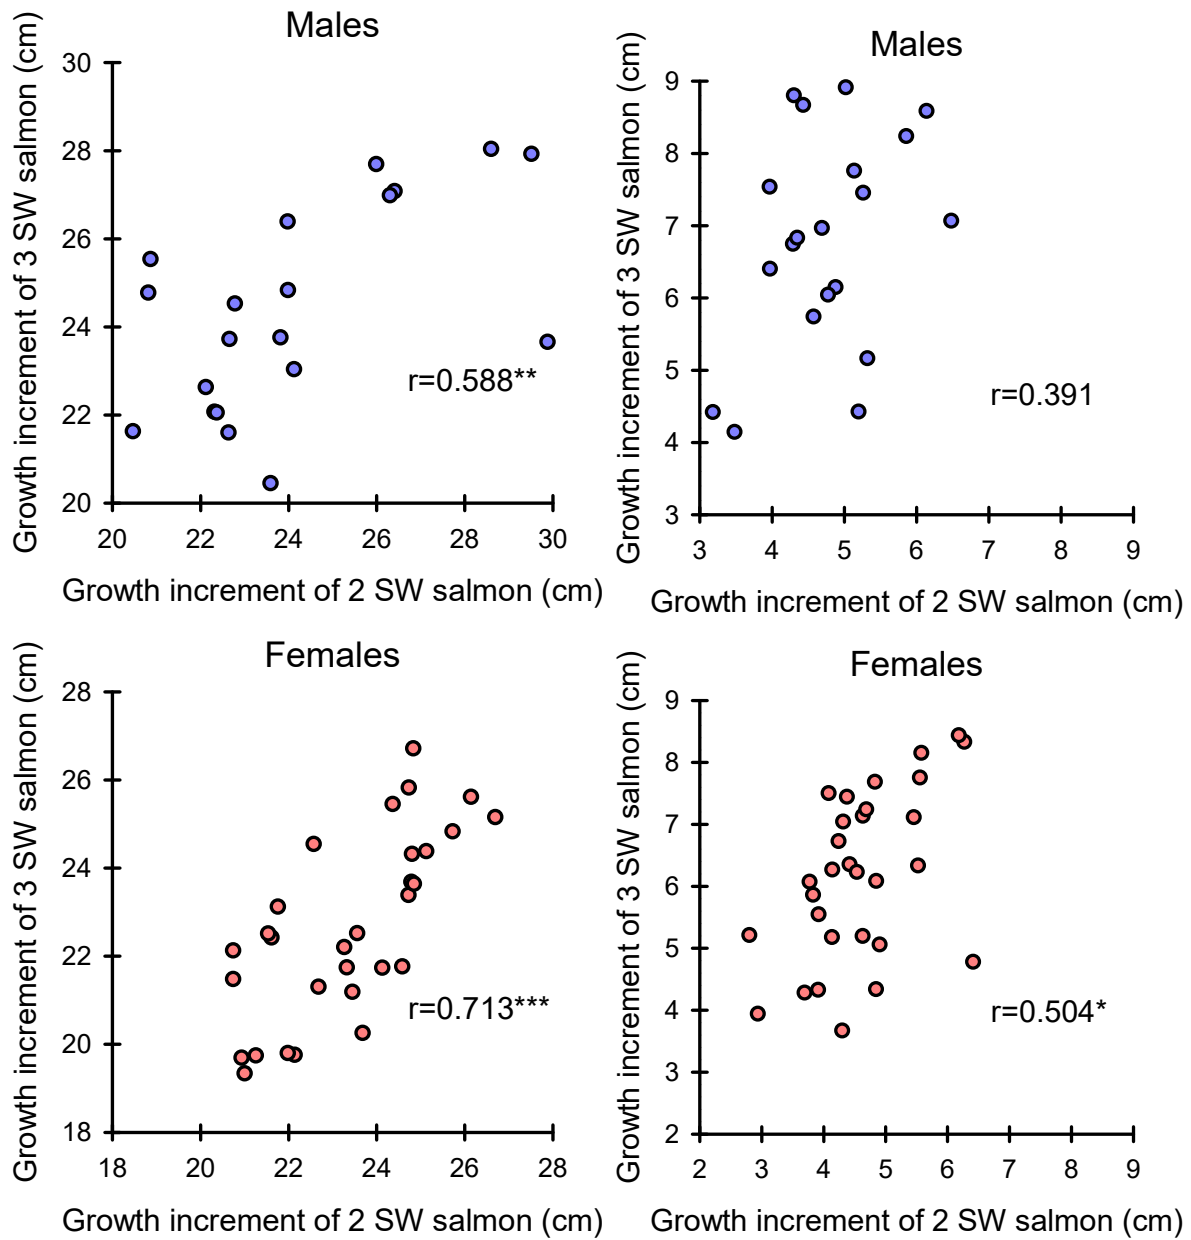 Males
Growth increment of 3 SW salmon (cm)
30
28
26
24
22
20
r=0.588**
20 22 24 26 28 30
Growth increment of 2 SW salmon (cm)
Males
Growth increment of 3 SW salmon (cm)
9
8
7
6
5
4
3
r=0.391
3 4 5 6 7 8 9
Growth increment of 2 SW salmon (cm)
Females
Growth increment of 3 SW salmon (cm)
28
26
24
22
20
18
r=0.713***
18 20 22 24 26 28
Growth increment of 2 SW salmon (cm)
Females
Growth increment of 3 SW salmon (cm)
9
8
7
6
5
4
3
2
r=0.504*
2 3 4 5 6 7 8 9
Growth increment of 2 SW salmon (cm)